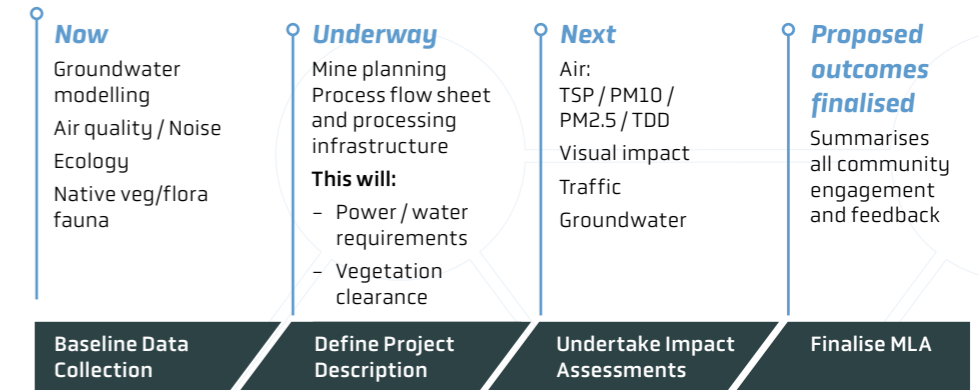 Now
Groundwater
modelling
Air quality / Noise
Ecology
Native veg/flora
fauna
Underway
Mine planning
Process flow sheet
and processing
infrastructure
This will:
– Power / water
requirements
– Vegetation
clearance
Next
Air:
TSP / PM10 /
PM2.5 / TDD
Visual impact
Traffic
Groundwater
Proposed
outcomes
finalised
Summarises
all community
engagement
and feedback
Baseline Data
Collection
Define Project
Description
Undertake Impact
Assessments
Finalise MLA